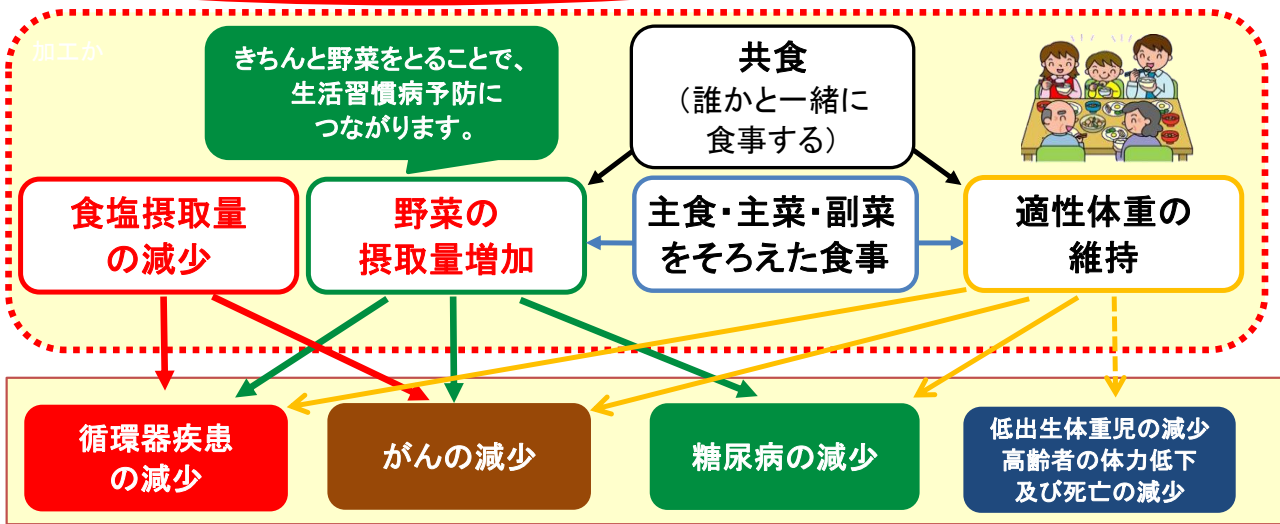 加工か
きちんと野菜をとることで、
生活習慣病予防に
つながります。
共食
（誰かと一緒に
食事する）
食塩摂取量
の減少
野菜の
摂取量増加
主食・主菜・副菜
をそろえた食事
適性体重の
維持
循環器疾患
の減少
がんの減少
糖尿病の減少
低出生体重児の減少
高齢者の体力低下
及び死亡の減少